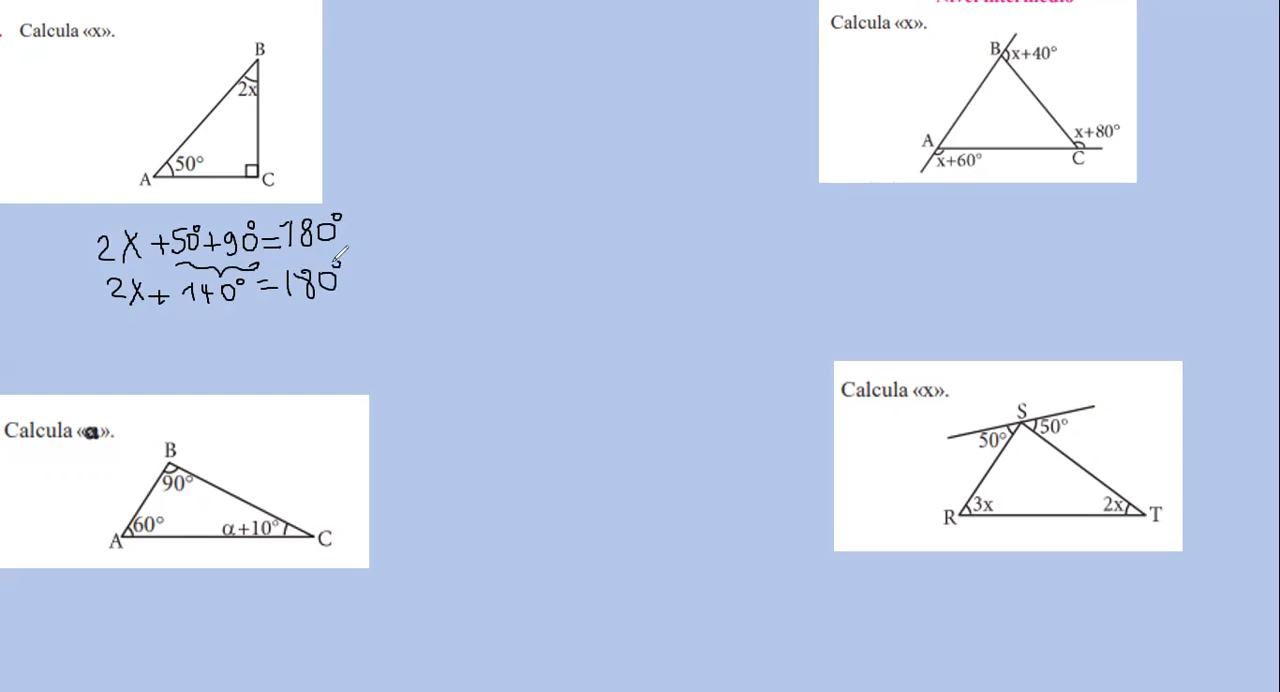 Calcula «x».
B
2x
50°
A
C
2x+50°+90°=180°
2x+140°=180°
Calcula «x».
B
x+40°
A
x+80°
x+60°
C
Calcula «a».
B
90°
60°
α+10°
A
C
Calcula «x».
S
50°
50°
3x
2x
R
T